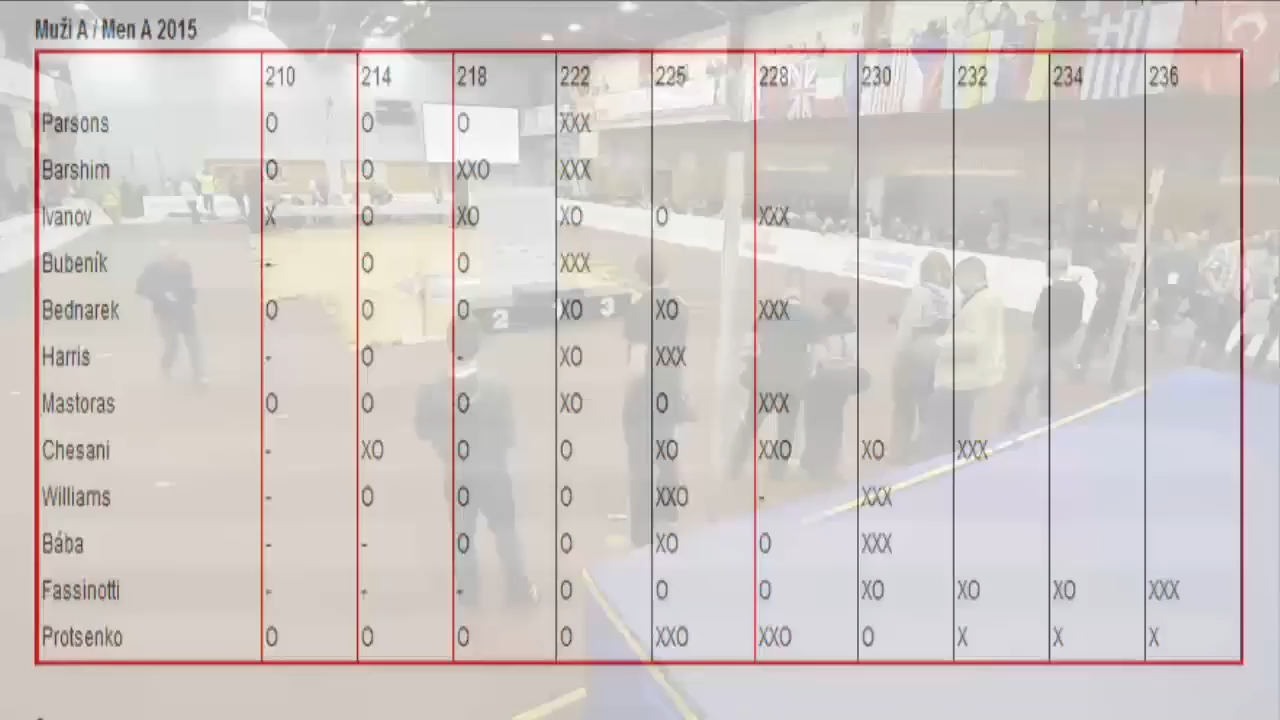 Muži A / Men A 2015
210 214 218 222 225 228 230 232 234 236
Parsons O O O XXX
Barshim O O XXO XXX
Ivanov X O XO XO O XXX
Bubeník - O O XXX
Bednarek O O O XO XO XXX
Harris - O - XO XXX
Mastoras O O O XO O XXX
Chesani - XO O O XO XXO XO XXX
Williams - O O O XXO - XXX
Bába - - O O XO O XXX
Fassinotti - - - O O O XO XO XO XXX
Protsenko O O O O XXO XXO O X X X
2 3